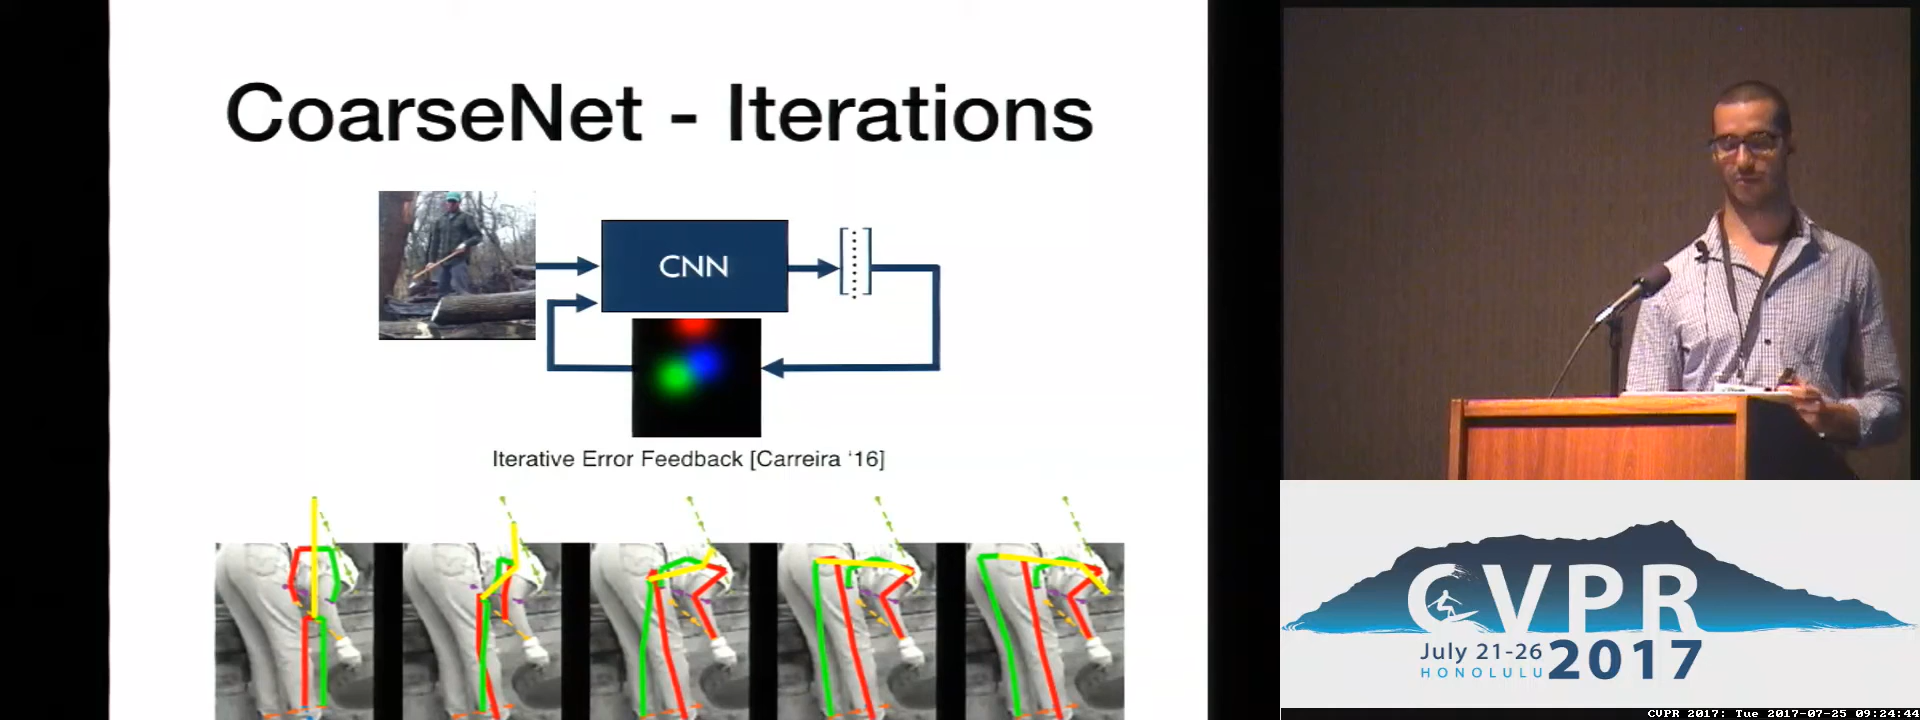 CoarseNet - Iterations
CNN
Iterative Error Feedback [Carreira ‘16]
CVPR
July 21-26
HONOLULU
2017
CVPR 2017: Tue 2017-07-25 09:24:44